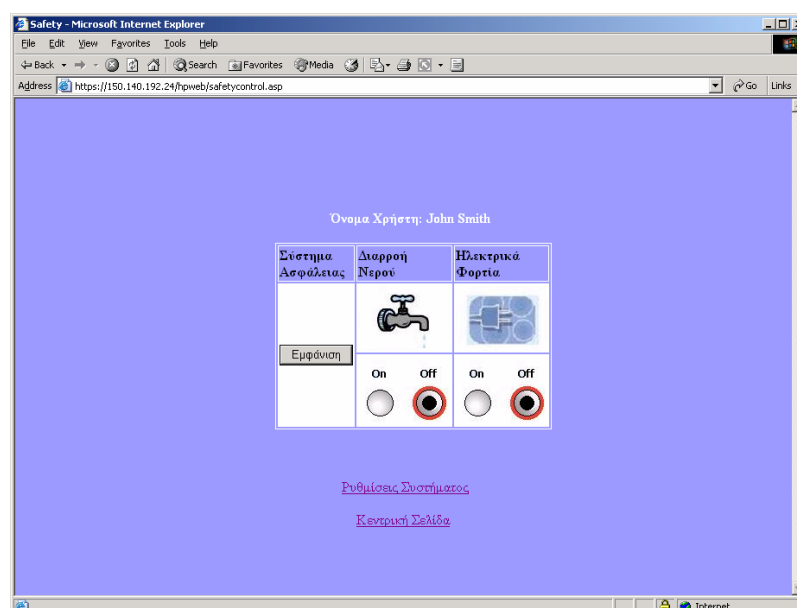 Safety - Microsoft Internet Explorer
File Edit View Favorites Tools Help
Back Search Favorites Media
Address https://150.140.192.24/hpweb/safetycontrol.asp Go Links
Όνομα Χρήστη: John Smith
Σύστημα Ασφάλειας Διαρροή Νερού Ηλεκτρικά Φορτία
Εμφάνιση
On Off On Off
Ρυθμίσεις Συστήματος
Κεντρική Σελίδα
Internet